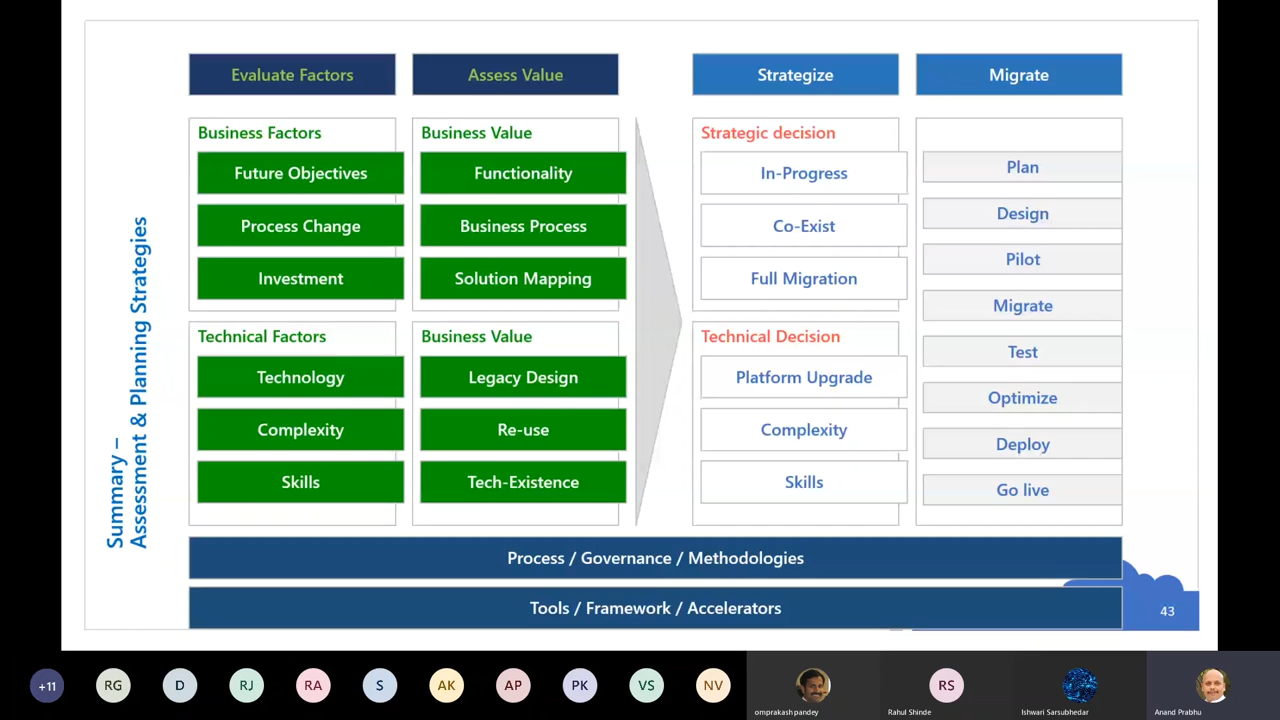 Summary –
Assessment & Planning Strategies
Evaluate Factors
Assess Value
Strategize
Migrate
Business Factors
Future Objectives
Process Change
Investment
Technical Factors
Technology
Complexity
Skills
Business Value
Functionality
Business Process
Solution Mapping
Business Value
Legacy Design
Re-use
Tech-Existence
Strategic decision
In-Progress
Co-Exist
Full Migration
Technical Decision
Platform Upgrade
Complexity
Skills
Plan
Design
Pilot
Migrate
Test
Optimize
Deploy
Go live
Process / Governance / Methodologies
Tools / Framework / Accelerators
43
+11
RG
D
RJ
RA
S
AK
AP
PK
VS
NV
omprakash pandey
RS
Rahul Shinde
Ishwari Sarsubhedar
Anand Prabhu